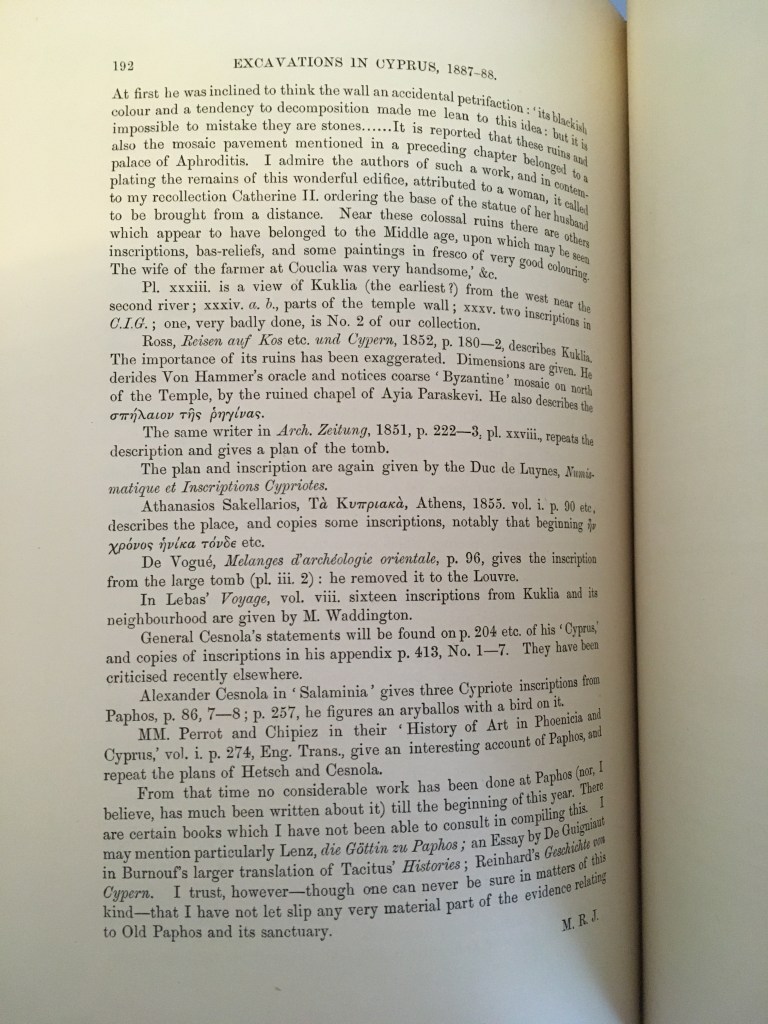 192 EXCAVATIONS IN CYPRUS, 1887–88.
At first he was inclined to think the wall an accidental petrifaction : ‘its blackish
colour and a tendency to decomposition made me lean to this idea : but it is
impossible to mistake they are stones......It is reported that these ruins and
also the mosaic pavement mentioned in a preceding chapter belonged to a
palace of Aphroditis. I admire the authors of such a work, and in contem-
plating the remains of this wonderful edifice, attributed to a woman, it called
to my recollection Catherine II. ordering the base of the statue of her husband
to be brought from a distance. Near these colossal ruins there are others
which appear to have belonged to the Middle age, upon which may be seen
inscriptions, bas-reliefs, and some paintings in fresco of very good colouring.
The wife of the farmer at Couclia was very handsome,’ &c.
Pl. xxxiii. is a view of Kuklia (the earliest ?) from the west near the
second river ; xxxiv. a. b., parts of the temple wall ; xxxv. two inscriptions in
C.I.G. ; one, very badly done, is No. 2 of our collection.
Ross, Reisen auf Kos etc. und Cypern, 1852, p. 180—2, describes Kuklia.
The importance of its ruins has been exaggerated. Dimensions are given. He
derides Von Hammer’s oracle and notices coarse ‘ Byzantine’ mosaic on north
of the Temple, by the ruined chapel of Ayia Paraskevi. He also describes the
σπήλαιον τῆς ῥηγίνας.
The same writer in Arch. Zeitung, 1851, p. 222—3, pl. xxviii., repeats the
description and gives a plan of the tomb.
The plan and inscription are again given by the Duc de Luynes, Numis-
matique et Inscriptions Cypriotes.
Athanasios Sakellarios, Τὰ Κυπριακὰ, Athens, 1855. vol. i. p. 90 etc,
describes the place, and copies some inscriptions, notably that beginning ἦν
χρόνος ἡνίκα τόνδε etc.
De Vogué, Melanges d’archéologie orientale, p. 96, gives the inscription
from the large tomb (pl. iii. 2) : he removed it to the Louvre.
In Lebas’ Voyage, vol. viii. sixteen inscriptions from Kuklia and its
neighbourhood are given by M. Waddington.
General Cesnola’s statements will be found on p. 204 etc. of his ‘Cyprus,’
and copies of inscriptions in his appendix p. 413, No. 1—7. They have been
criticised recently elsewhere.
Alexander Cesnola in ‘ Salaminia’ gives three Cypriote inscriptions from
Paphos, p. 86, 7—8 ; p. 257, he figures an aryballos with a bird on it.
MM. Perrot and Chipiez in their ‘ History of Art in Phoenicia and
Cyprus,’ vol. i. p. 274, Eng. Trans., give an interesting account of Paphos, and
repeat the plans of Hetsch and Cesnola.
From that time no considerable work has been done at Paphos (nor, I
believe, has much been written about it) till the beginning of this year. There
are certain books which I have not been able to consult in compiling this. I
may mention particularly Lenz, die Göttin zu Paphos ; an Essay by De Guigniaut
in Burnouf’s larger translation of Tacitus’ Histories ; Reinhard’s Geschichte von
Cypern. I trust, however—though one can never be sure in matters of this
kind—that I have not let slip any very material part of the evidence relating
to Old Paphos and its sanctuary.
M. R. J.